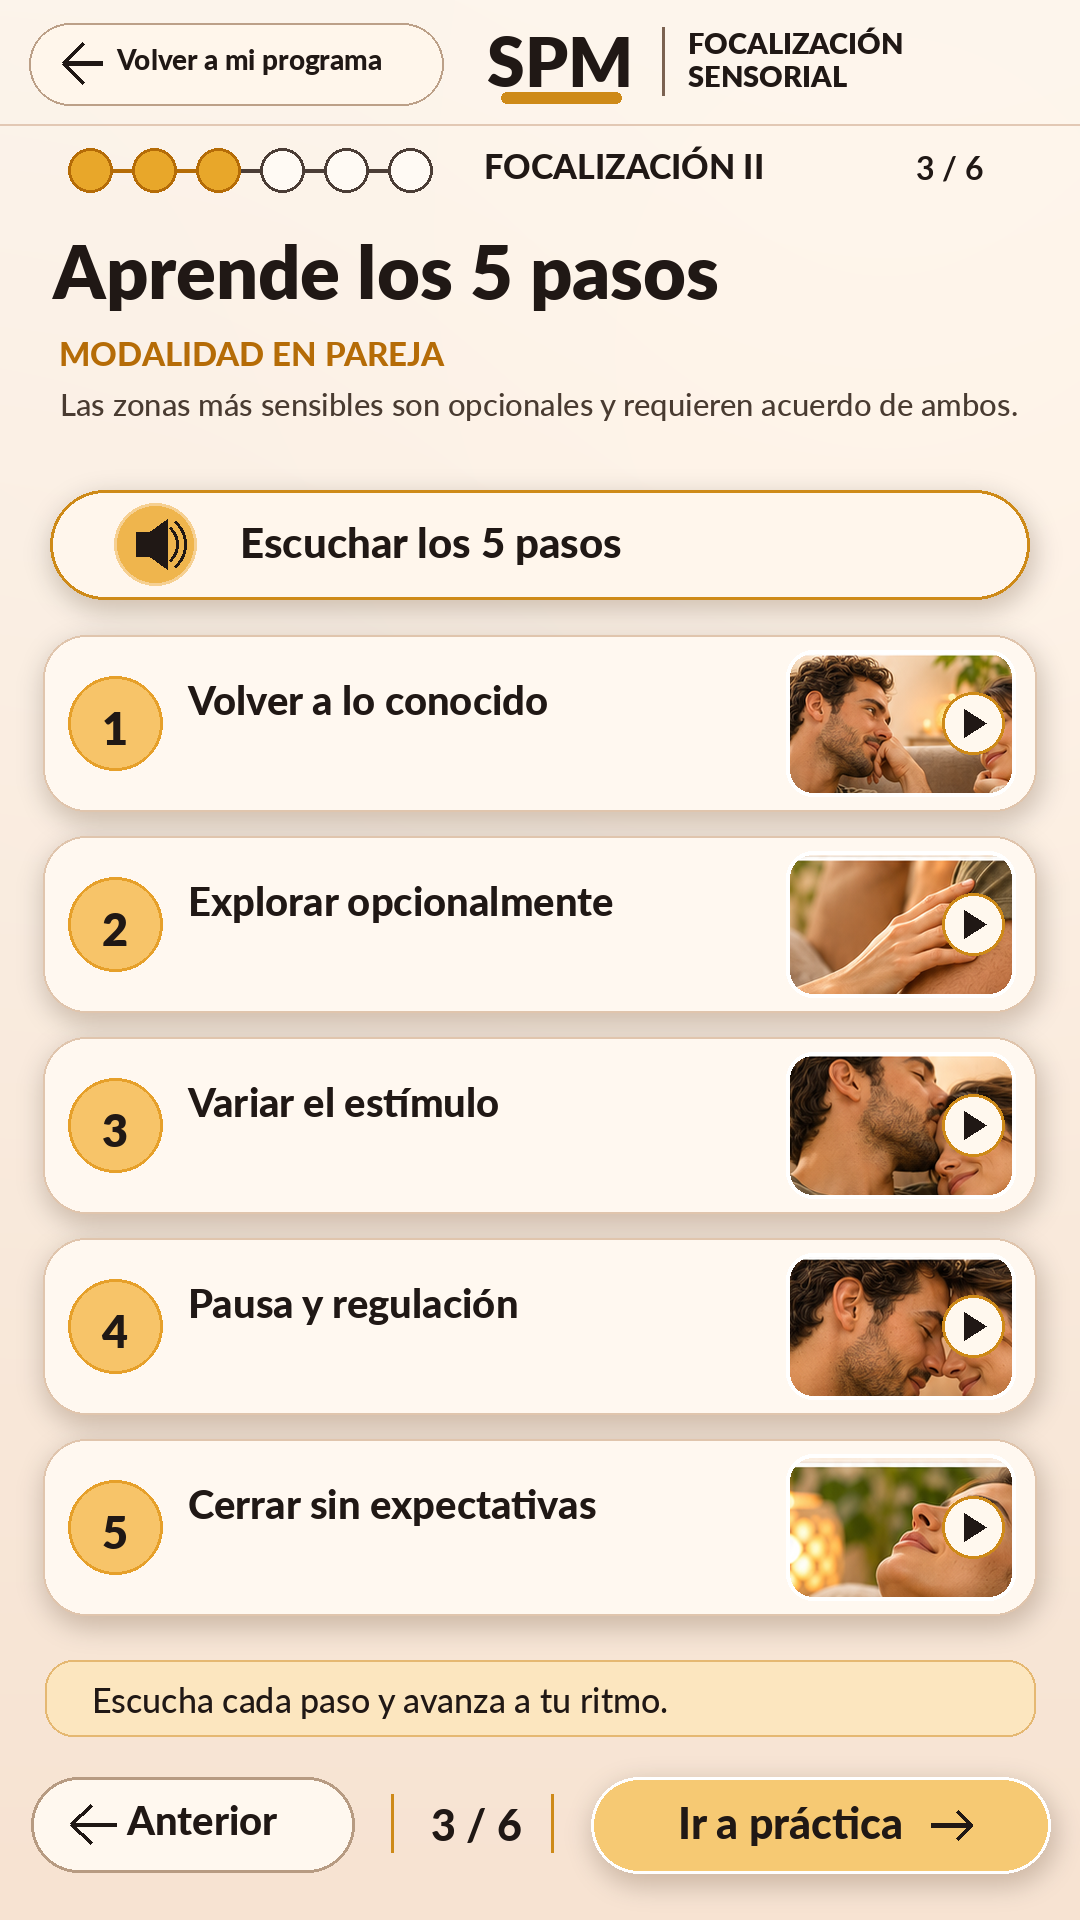 Volver a mi programa
SPM
FOCALIZACIÓN
SENSORIAL
FOCALIZACIÓN II
3 / 6
Aprende los 5 pasos
MODALIDAD EN PAREJA
Las zonas más sensibles son opcionales y requieren acuerdo de ambos.
Escuchar los 5 pasos
1
Volver a lo conocido
2
Explorar opcionalmente
3
Variar el estímulo
4
Pausa y regulación
5
Cerrar sin expectativas
Escucha cada paso y avanza a tu ritmo.
Anterior
3 / 6
Ir a práctica